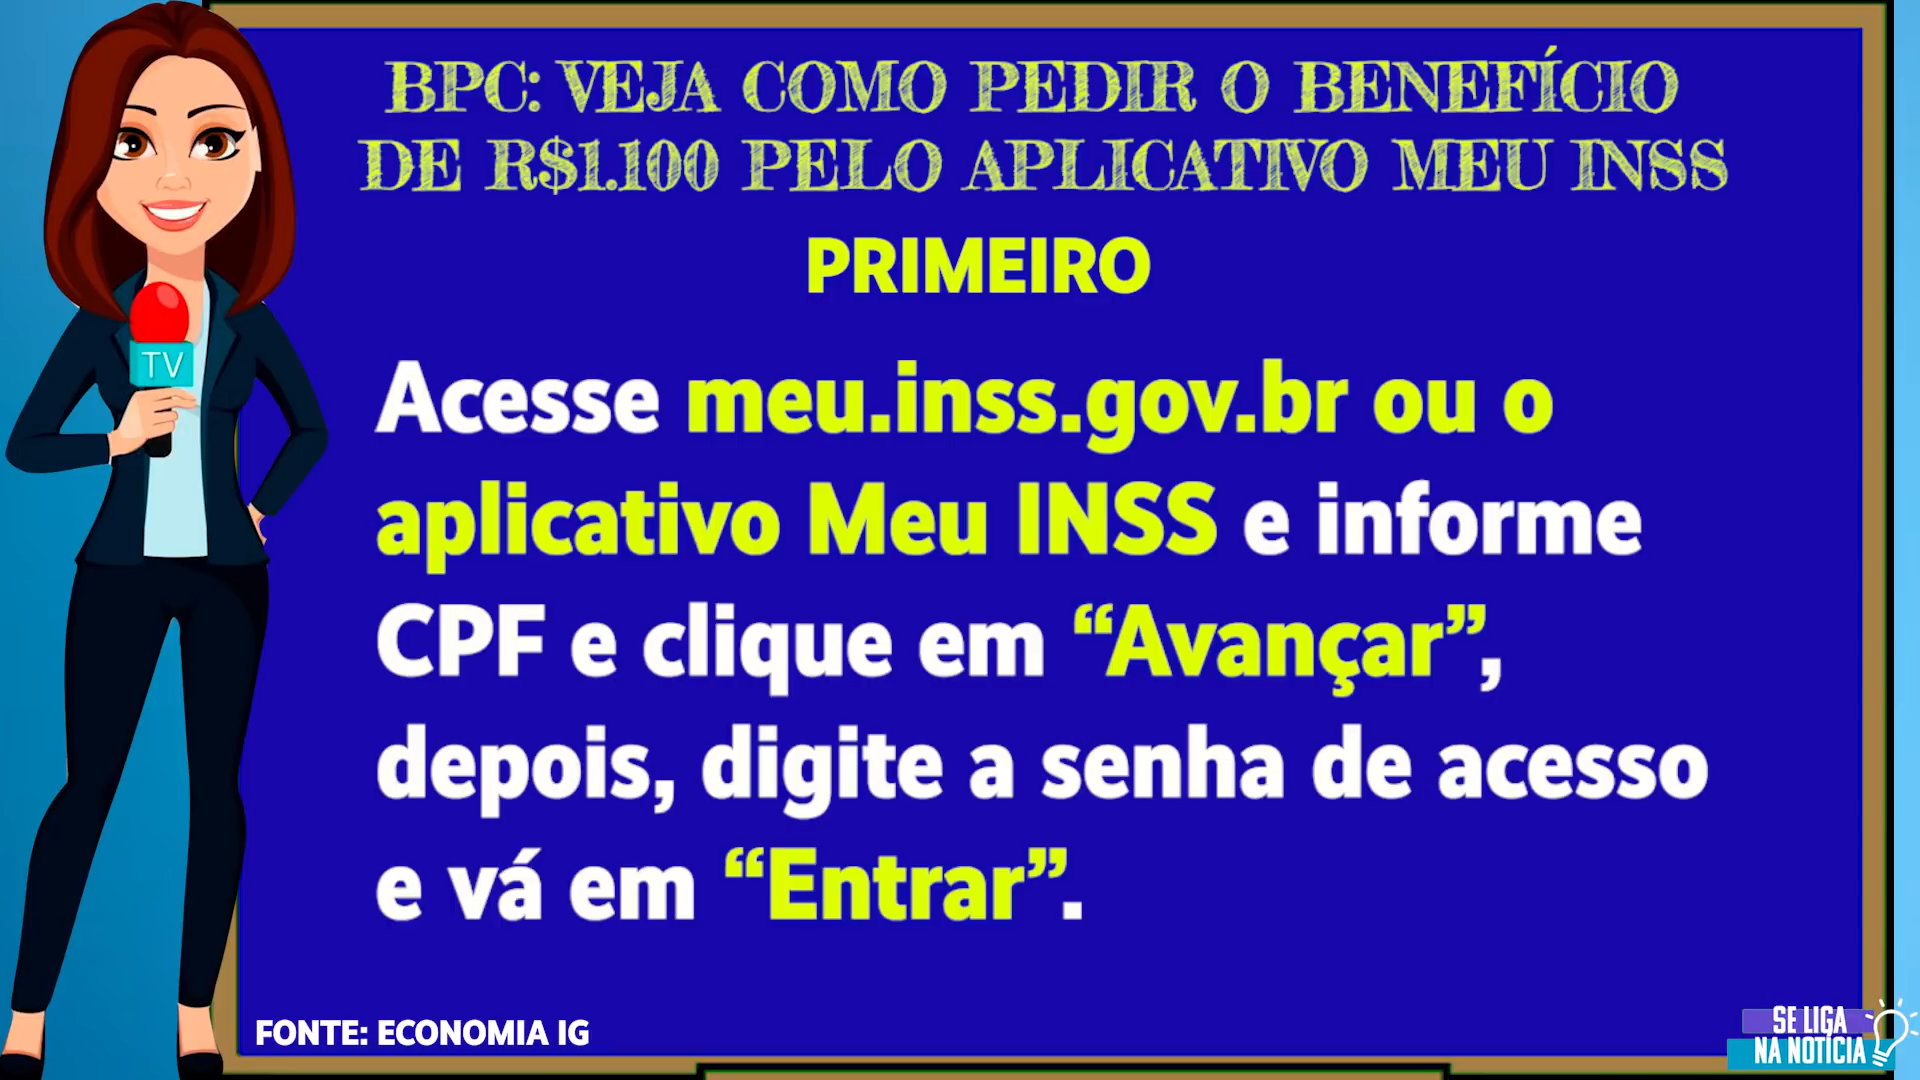 BPC: VEJA COMO PEDIR O BENEFÍCIO
DE R$1.100 PELO APLICATIVO MEU INSS
PRIMEIRO
Acesse meu.inss.gov.br ou o
aplicativo Meu INSS e informe
CPF e clique em “Avançar”,
depois, digite a senha de acesso
e vá em “Entrar”.
TV
FONTE: ECONOMIA IG
SE LIGA
NA NOTÍCIA